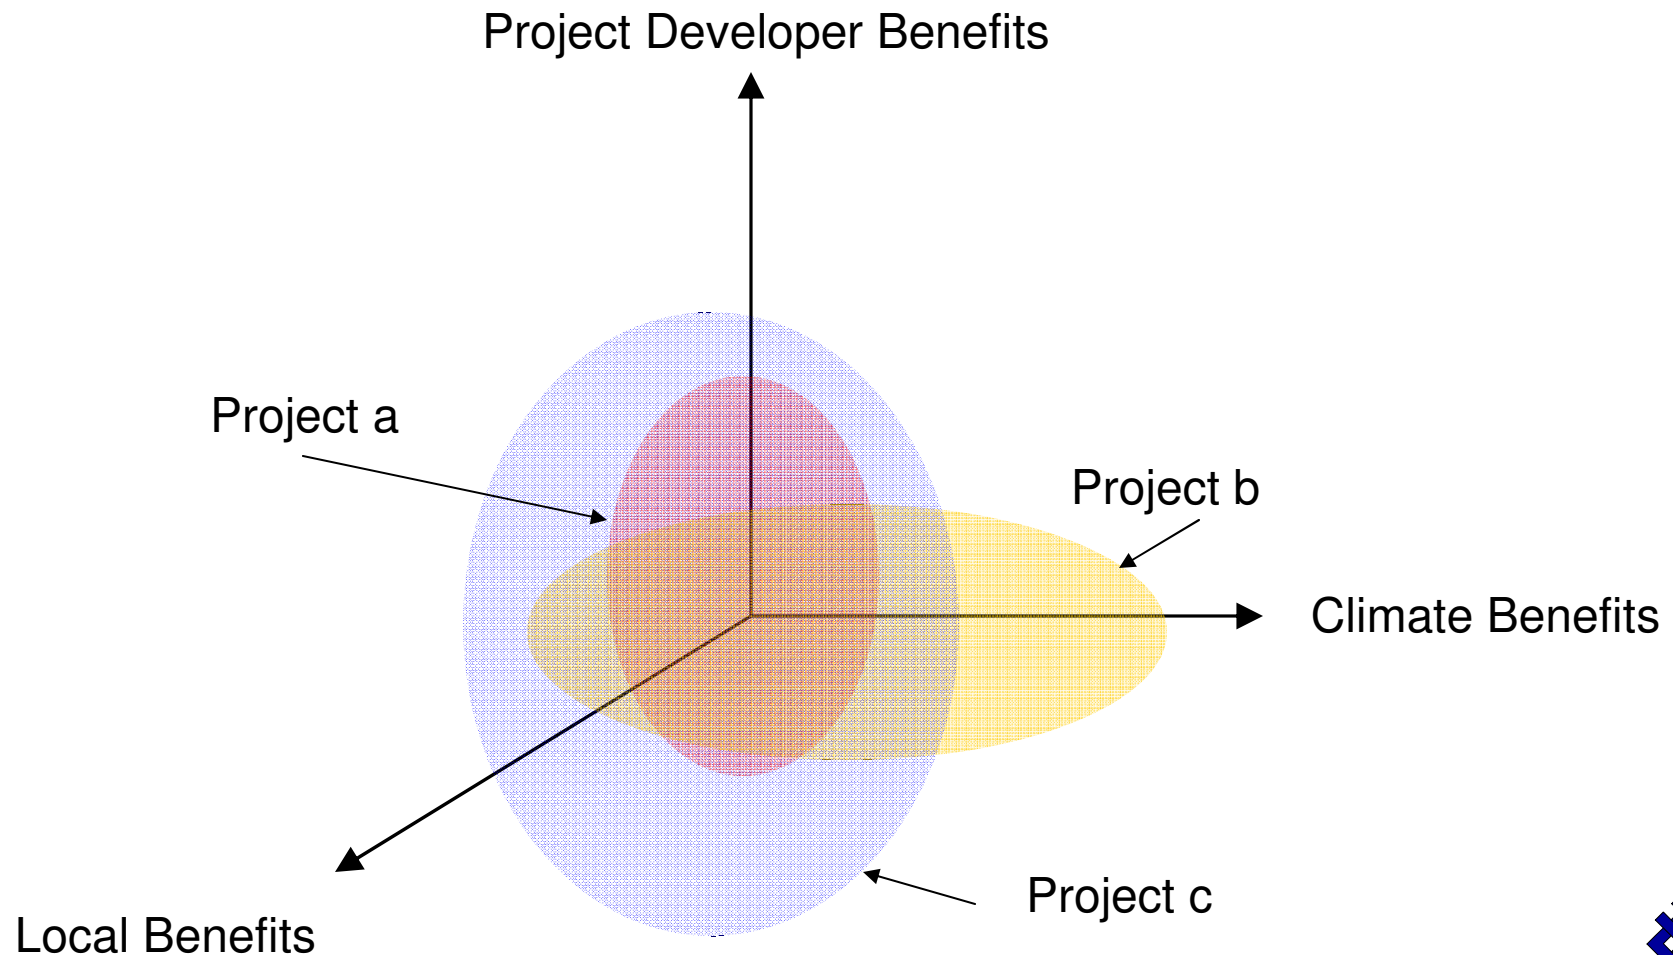 Project Developer Benefits
Project a
Project b
Climate Benefits
Project c
Local Benefits